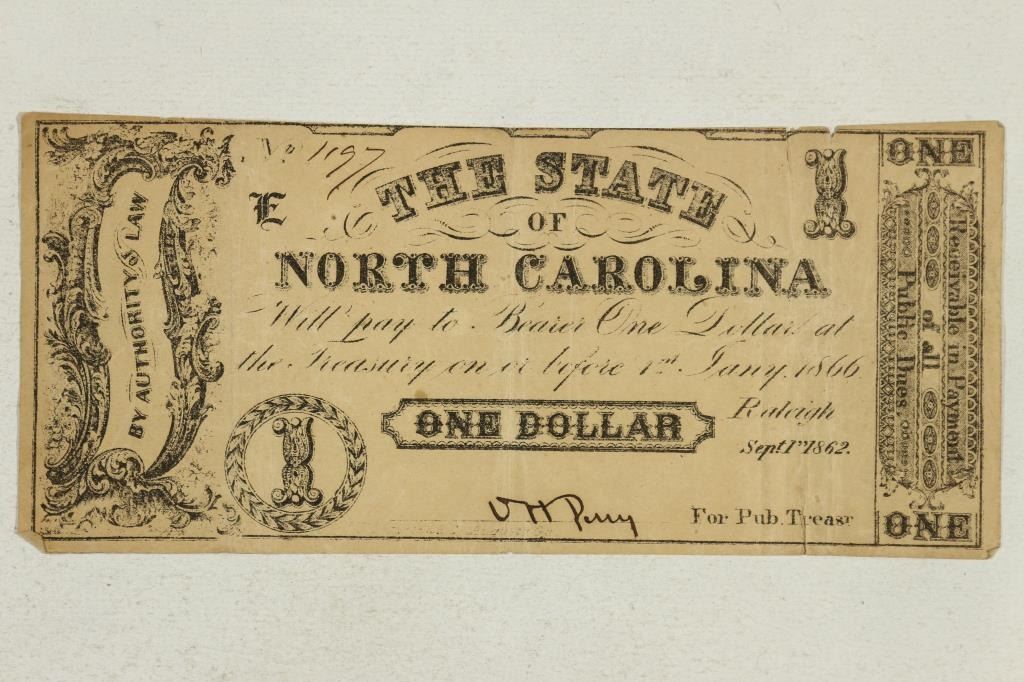 BY AUTHORITY OF LAW
No 1197
E
THE STATE
OF
NORTH CAROLINA
Will pay to Bearer One Dollar at
the Treasury on or before 1st Jany. 1866.
1
1
ONE DOLLAR
Raleigh
Sept. 1st 1862.
For Pub. Treasr
ONE
Receivable in Payment
of all
Public Dues
ONE